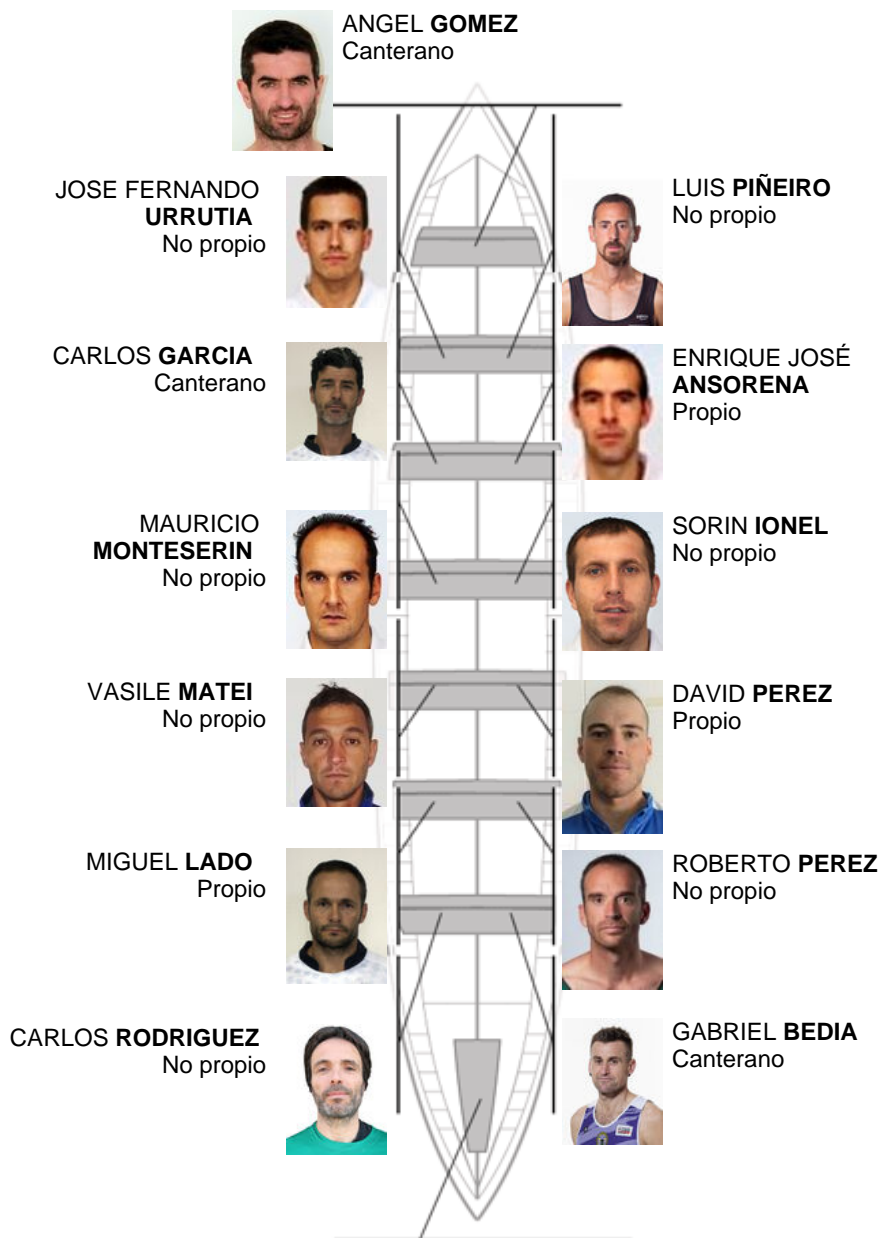 ANGEL GOMEZ
Canterano
JOSE FERNANDO
URRUTIA
No propio
LUIS PIÑEIRO
No propio
CARLOS GARCIA
Canterano
ENRIQUE JOSÉ
ANSORENA
Propio
MAURICIO
MONTESERIN
No propio
SORIN IONEL
No propio
VASILE MATEI
No propio
DAVID PEREZ
Propio
MIGUEL LADO
Propio
ROBERTO PEREZ
No propio
CARLOS RODRIGUEZ
No propio
GABRIEL BEDIA
Canterano